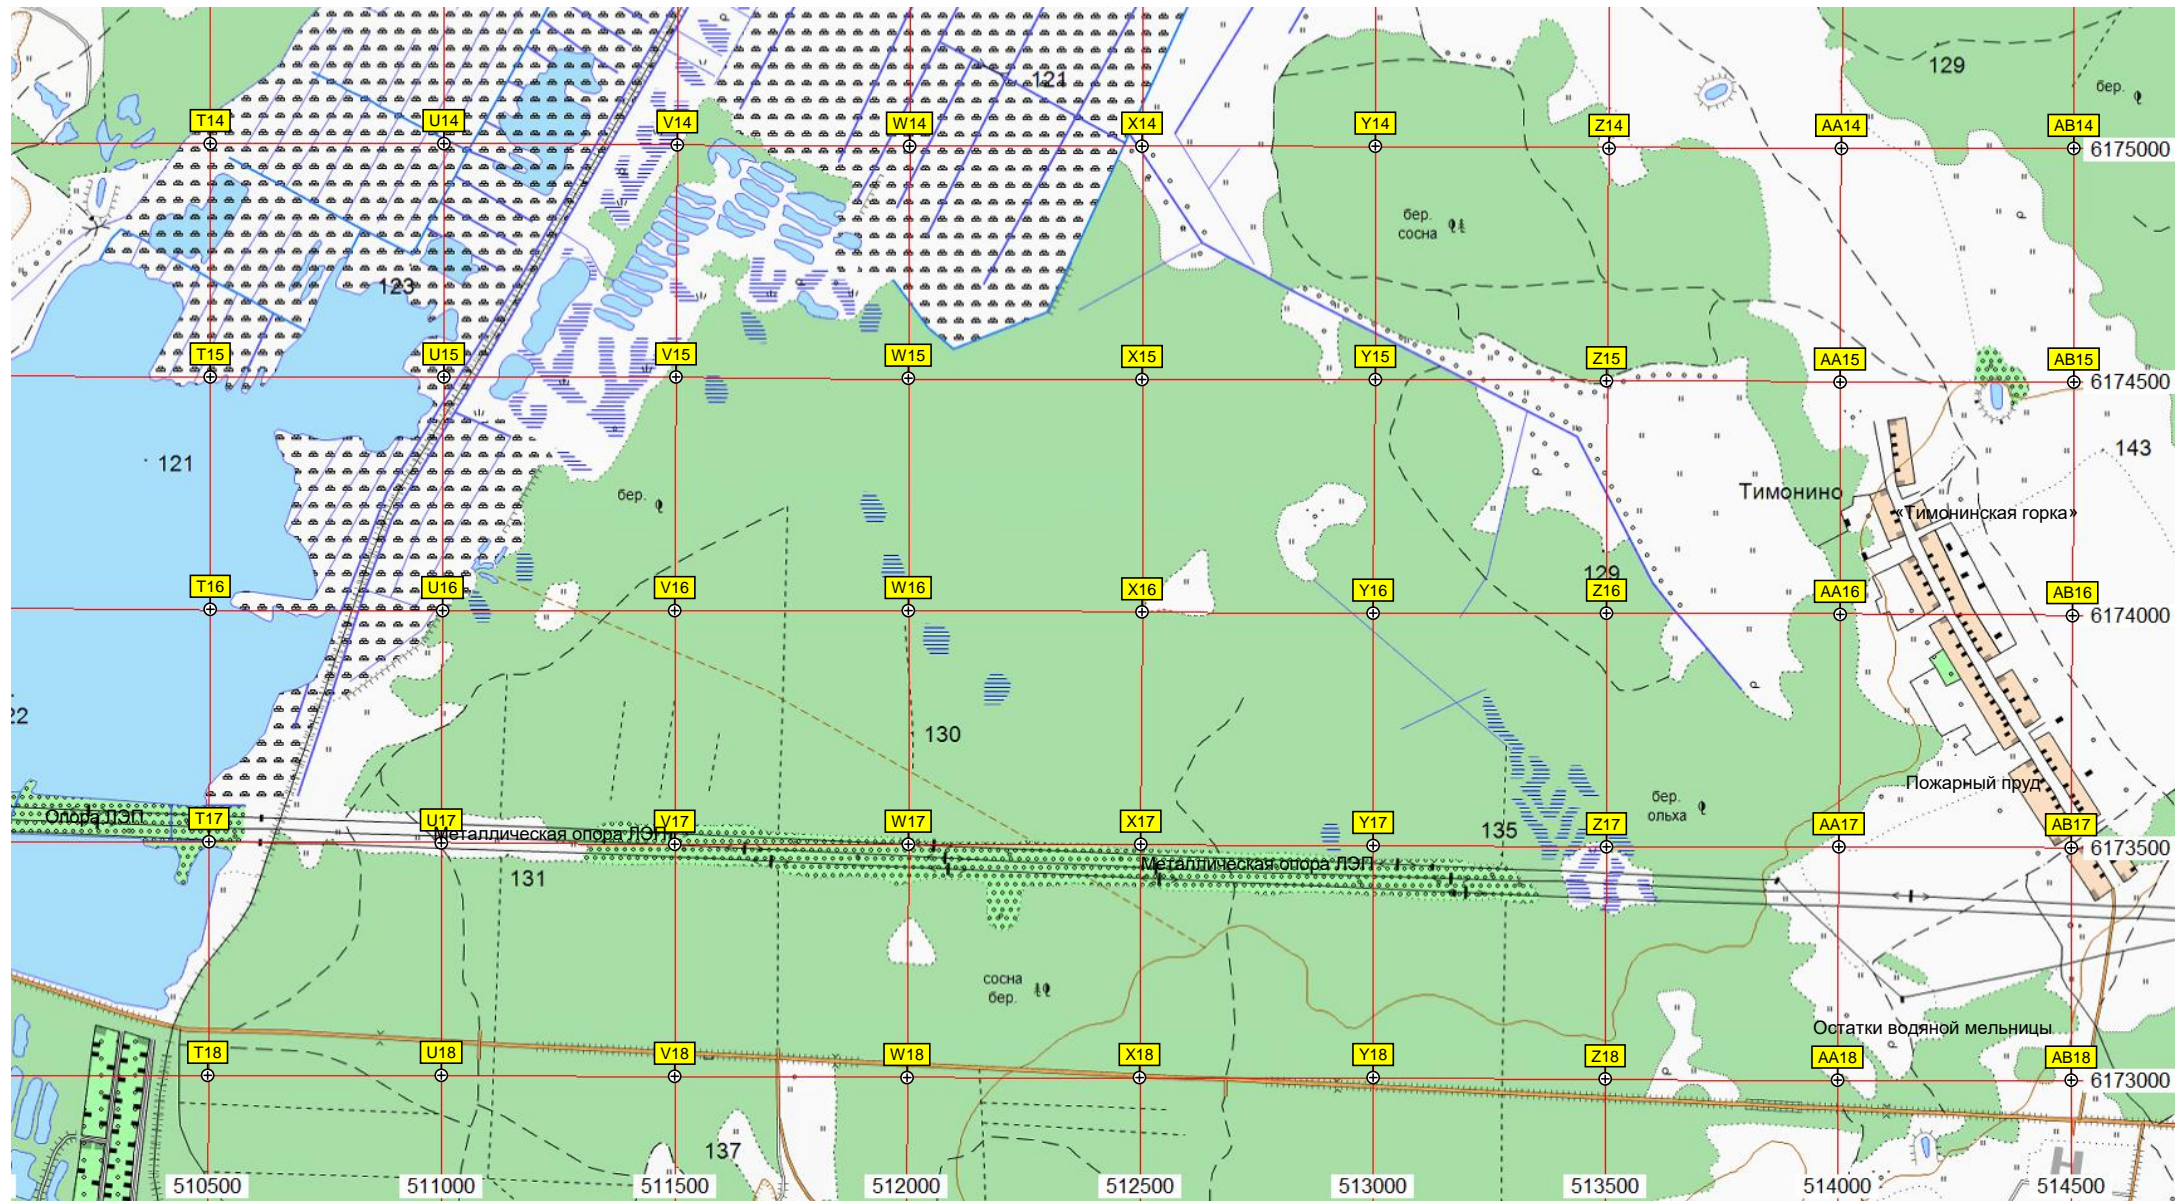 129
121
бер.
T14 U14 V14 W14 X14 Y14 Z14 AA14 AB14
6175000
бер.
сосна
123
T15 U15 V15 W15 X15 Y15 Z15 AA15 AB15
6174500
121
143
бер.
Тимонино
«Тимонинская горка»
129
T16 U16 V16 W16 X16 Y16 Z16 AA16 AB16
6174000
22
130
Пожарный пруд
бер.
ольха
135
Опора ЛЭП
T17 U17 V17 W17 X17 Y17 Z17 AA17 AB17
Металлическая опора ЛЭП
6173500
Металлическая опора ЛЭП
131
сосна
бер.
Остатки водяной мельницы
T18 U18 V18 W18 X18 Y18 Z18 AA18 AB18
6173000
137
510500 511000 511500 512000 512500 513000 513500 514000 514500